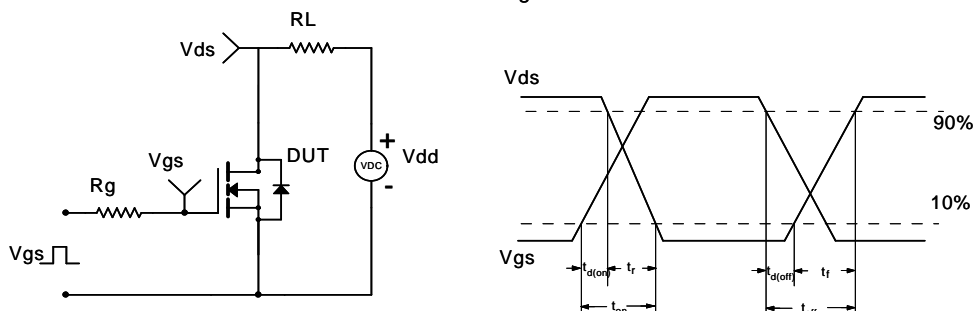 RL
Vds
Vgs
DUT
VDC
+
Vdd
-
Rg
Vgs
Vds
90%
10%
Vgs
td(on)
tr
td(off)
tf
ton